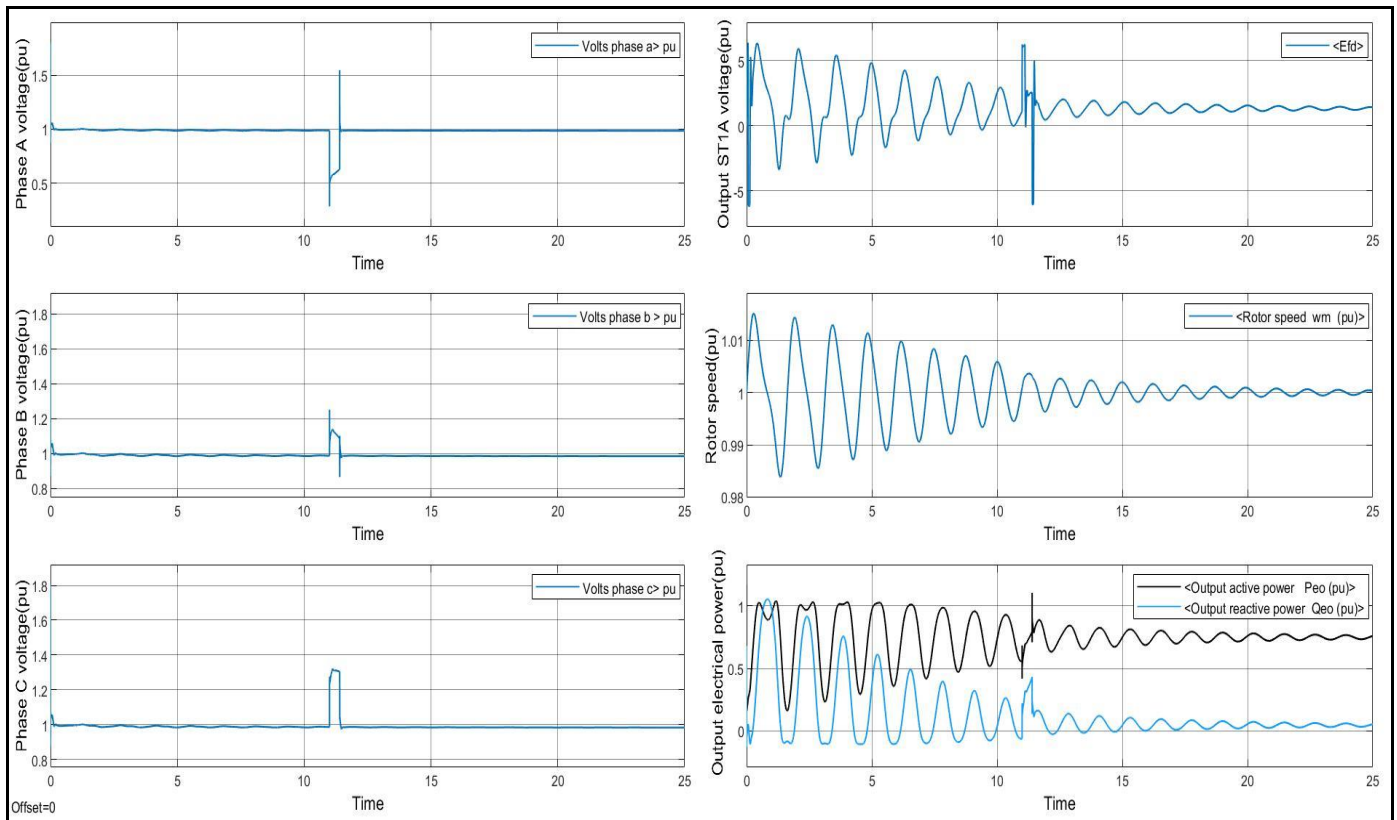 Phase A voltage(pu)
Volts phase a> pu
1.5
1
0.5
0 5 10 15 20 25
Time
Phase B voltage(pu)
Volts phase b > pu
1.8
1.6
1.4
1.2
1
0.8
0 5 10 15 20 25
Time
Phase C voltage(pu)
Volts phase c> pu
1.8
1.6
1.4
1.2
1
0.8
0 5 10 15 20 25
Time
Offset=0
Output ST1A voltage(pu)
<Efd>
5
0
-5
0 5 10 15 20 25
Time
Rotor speed(pu)
<Rotor speed wm (pu)>
1.01
1
0.99
0.98
0 5 10 15 20 25
Time
Output electrical power(pu)
<Output active power Peo (pu)>
<Output reactive power Qeo (pu)>
1
0.5
0
0 5 10 15 20 25
Time